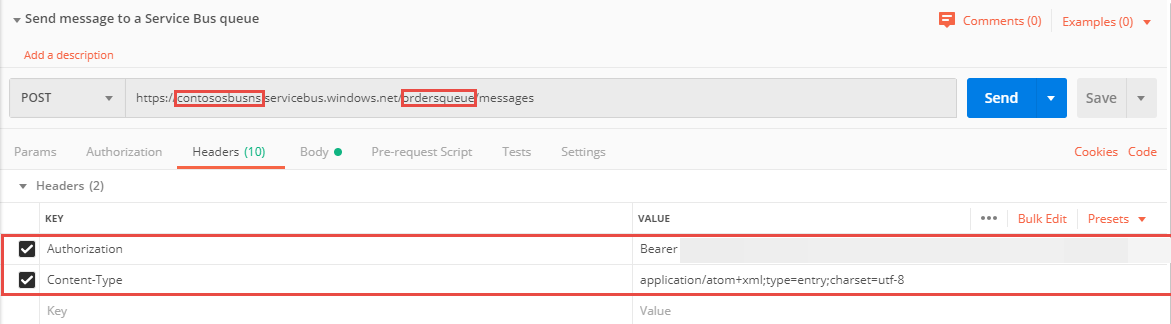 Send message to a Service Bus queue
Comments (0) Examples (0)
Add a description
POST https://contososbusns.servicebus.windows.net/ordersqueue/messages Send Save
Params Authorization Headers (10) Body Pre-request Script Tests Settings Cookies Code
Headers (2)
KEY VALUE ••• Bulk Edit Presets
Authorization Bearer
Content-Type application/atom+xml;type=entry;charset=utf-8
Key Value